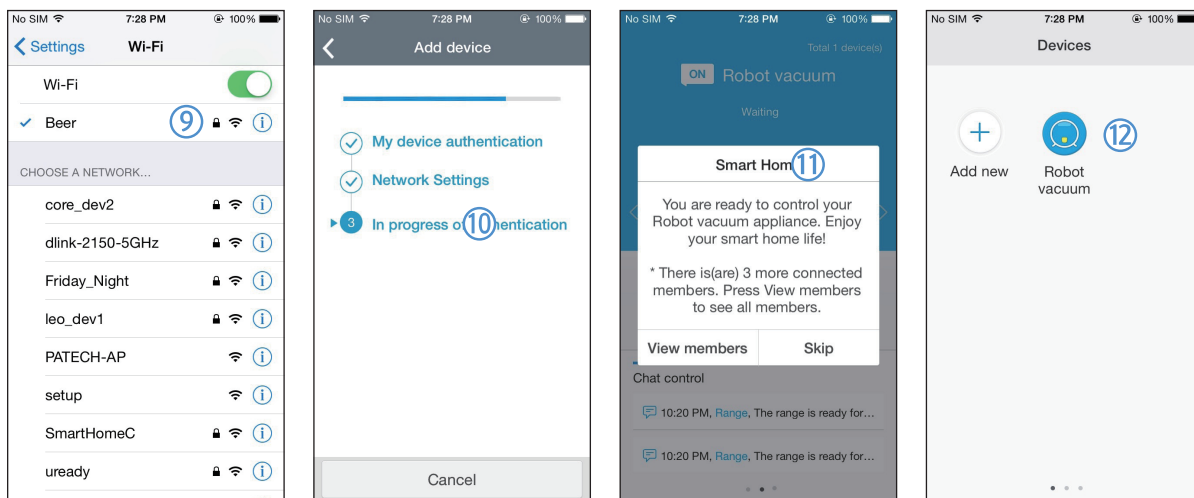 No SIM 7:28 PM 100%
Settings Wi-Fi
Wi-Fi
Beer 9
CHOOSE A NETWORK...
core_dev2
dlink-2150-5GHz
Friday_Night
leo_dev1
PATECH-AP
setup
SmartHomeC
uready
No SIM 7:28 PM 100%
Add device
My device authentication
Network Settings
3 In progress of 10 hentication
Cancel
No SIM 7:28 PM 100%
Total 1 device(s)
ON Robot vacuum
Waiting
Smart Hom 11
You are ready to control your
Robot vacuum appliance. Enjoy
your smart home life!
* There is(are) 3 more connected
members. Press View members
to see all members.
View members Skip
Chat control
10:20 PM, Range, The range is ready for...
10:20 PM, Range, The range is ready for...
No SIM 7:28 PM 100%
Devices
12
Add new Robot
vacuum